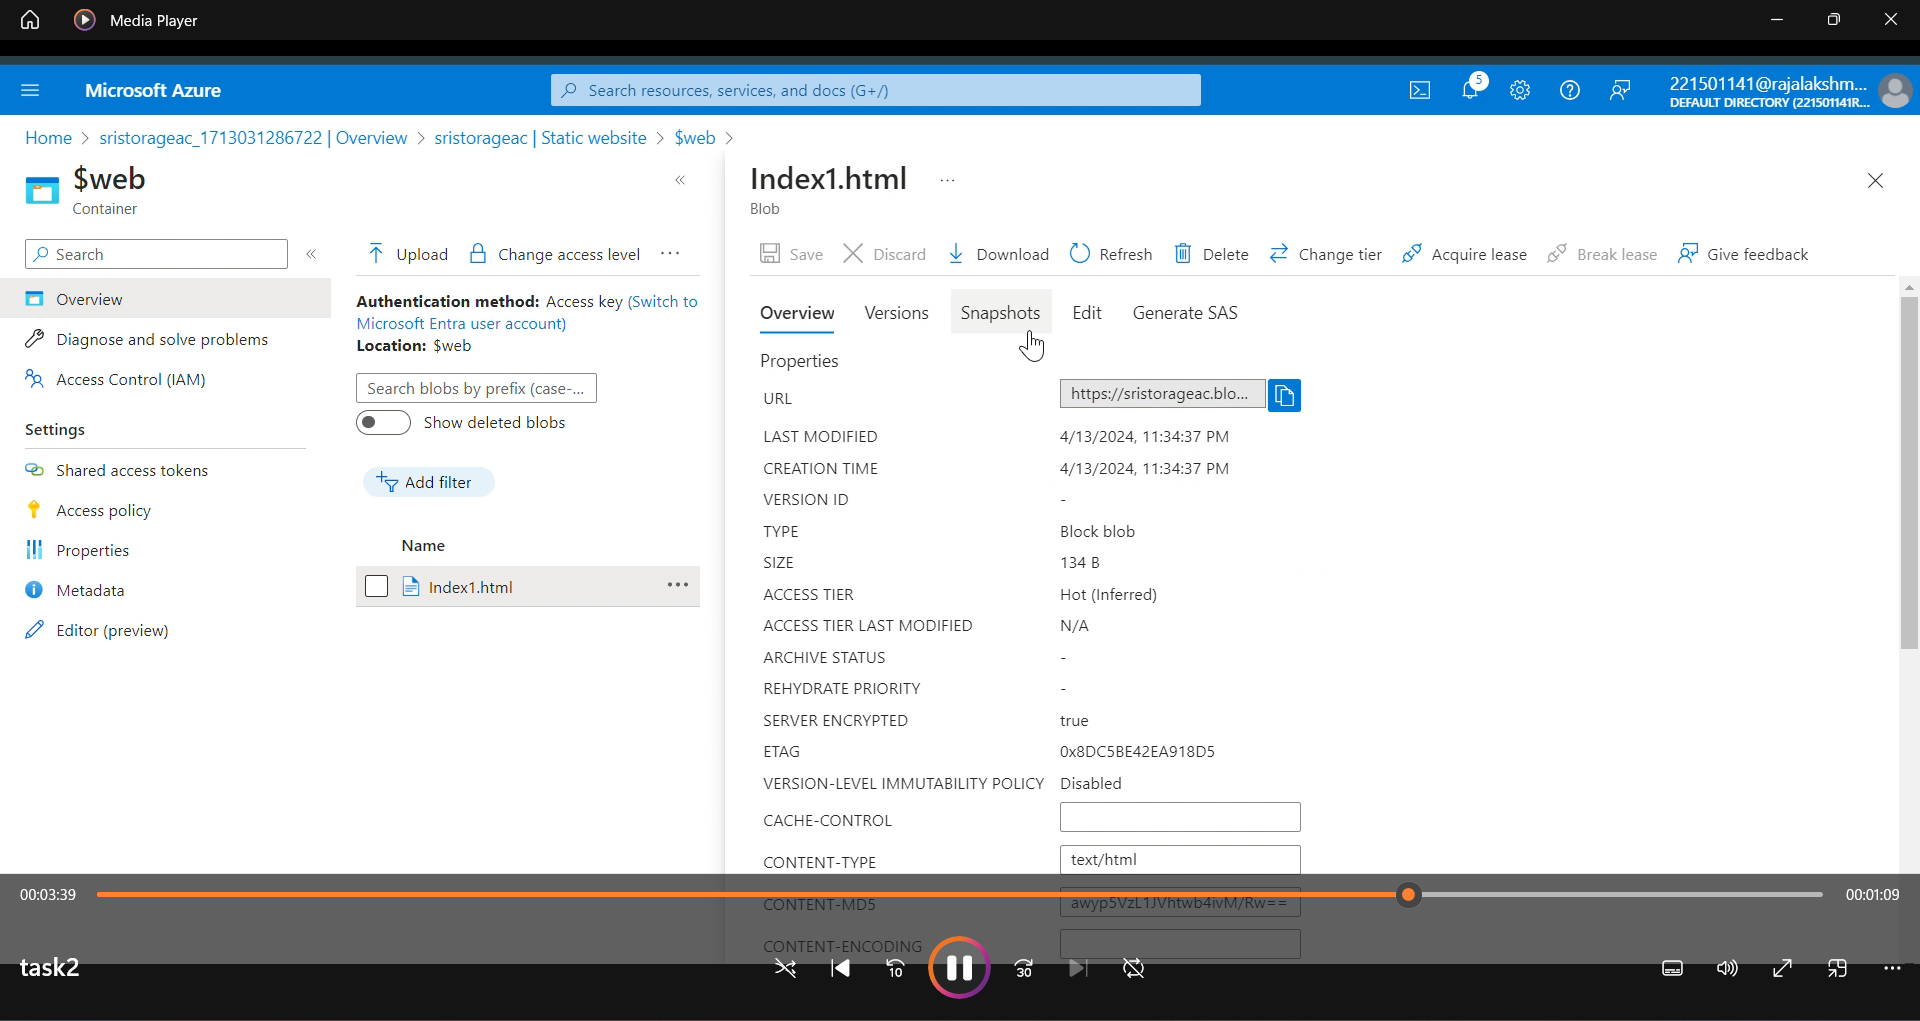 Media Player
Microsoft Azure
Search resources, services, and docs (G+/)
5
221501141@rajalakshm...
DEFAULT DIRECTORY (221501141R...
Home > sristorageac_1713031286722 | Overview > sristorageac | Static website > $web >
$web
Container
Search
Overview
Diagnose and solve problems
Access Control (IAM)
Settings
Shared access tokens
Access policy
Properties
Metadata
Editor (preview)
Upload Change access level ...
Authentication method: Access key (Switch to
Microsoft Entra user account)
Location: $web
Search blobs by prefix (case-...
Show deleted blobs
Add filter
Name
Index1.html ...
Index1.html ...
Blob
Save Discard Download Refresh Delete Change tier Acquire lease Break lease Give feedback
Overview Versions Snapshots Edit Generate SAS
Properties
URL https://sristorageac.blo...
LAST MODIFIED 4/13/2024, 11:34:37 PM
CREATION TIME 4/13/2024, 11:34:37 PM
VERSION ID -
TYPE Block blob
SIZE 134 B
ACCESS TIER Hot (Inferred)
ACCESS TIER LAST MODIFIED N/A
ARCHIVE STATUS -
REHYDRATE PRIORITY -
SERVER ENCRYPTED true
ETAG 0x8DC5BE42EA918D5
VERSION-LEVEL IMMUTABILITY POLICY Disabled
CACHE-CONTROL
CONTENT-TYPE text/html
00:03:39 00:01:09
CONTENT-MD5
CONTENT-ENCODING
task2
10 30